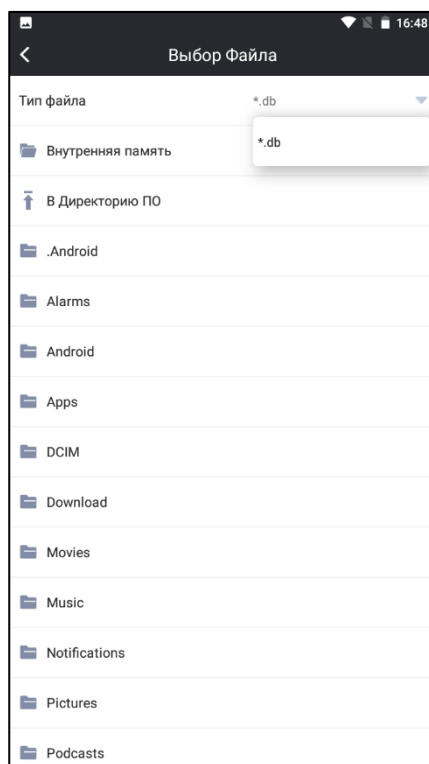 16:48
Выбор Файла
Тип файла *.db
*.db
Внутренняя память
В Директорию ПО
.Android
Alarms
Android
Apps
DCIM
Download
Movies
Music
Notifications
Pictures
Podcasts